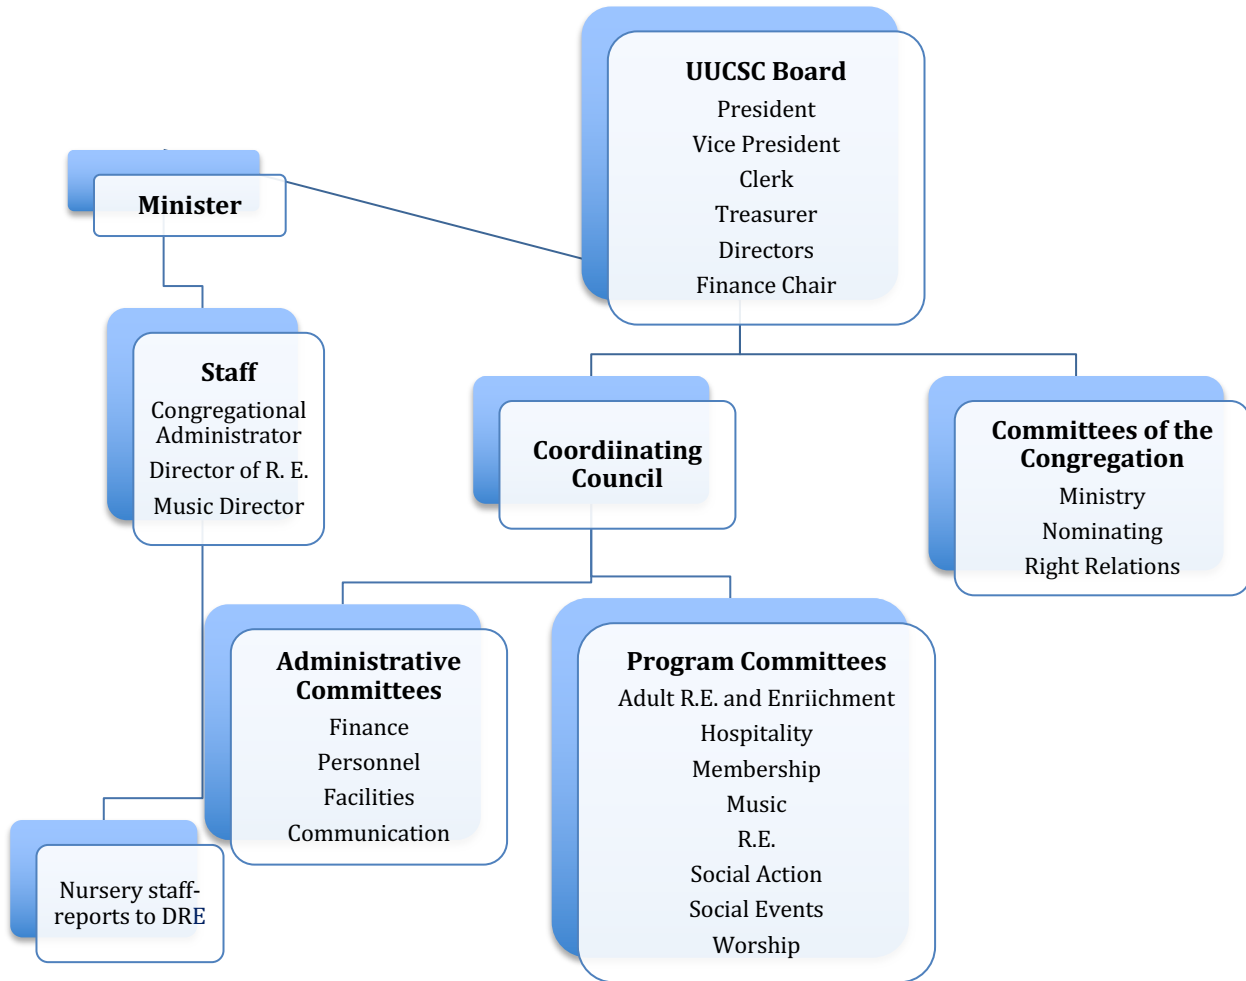 UUCSC Board
President
Vice President
Clerk
Treasurer
Directors
Finance Chair
Minister
Staff
Congregational
Administrator
Director of R. E.
Music Director
Coordiinating
Council
Committees of the
Congregation
Ministry
Nominating
Right Relations
Administrative
Committees
Finance
Personnel
Facilities
Communication
Program Committees
Adult R.E. and Enriichment
Hospitality
Membership
Music
R.E.
Social Action
Social Events
Worship
Nursery staff-
reports to DRE